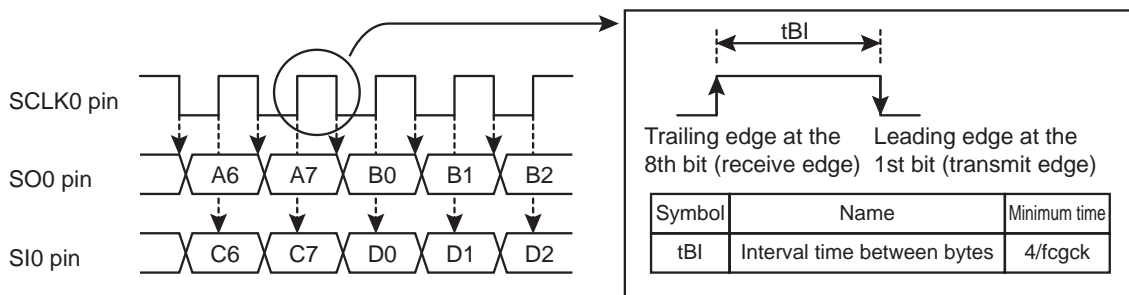 SCLK0 pin
SO0 pin
A6 A7 B0 B1 B2
SI0 pin
C6 C7 D0 D1 D2
tBI
Trailing edge at the
8th bit (receive edge)
Leading edge at the
1st bit (transmit edge)
Symbol Name Minimum time
tBI Interval time between bytes 4/fcgck